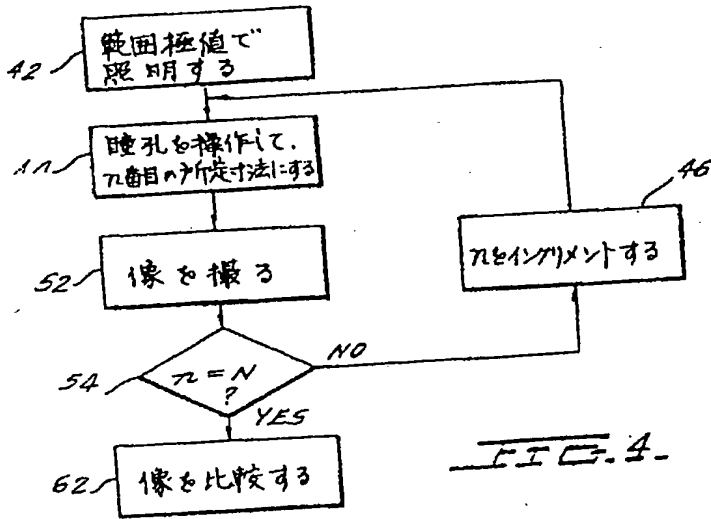 範囲極値で
照明する
42
瞳孔を操作して、
n番目の所定寸法にする
46
nをインクリメントする
像を撮る
52
n=N
?
54
NO
YES
像を比較する
62
FIG.4